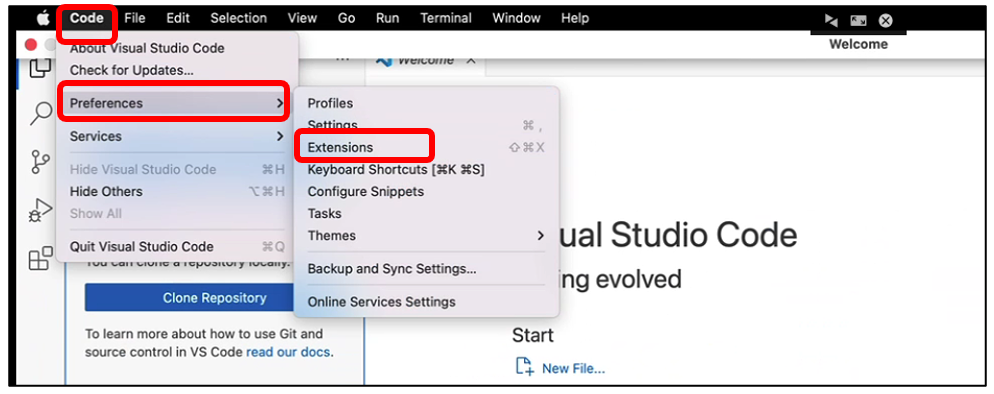 Code File Edit Selection View Go Run Terminal Window Help
Welcome
About Visual Studio Code
Check for Updates...
Preferences >
Services >
Hide Visual Studio Code ⌘H
Hide Others ⌥⌘H
Show All
Quit Visual Studio Code ⌘Q
Profiles
Settings ⌘ ,
Extensions ⇧⌘X
Keyboard Shortcuts [⌘K ⌘S]
Configure Snippets
Tasks
Themes >
Backup and Sync Settings...
Online Services Settings
Welcome ×
You can clone a repository locally.
Clone Repository
To learn more about how to use Git and
source control in VS Code read our docs.
ual Studio Code
ing evolved
Start
New File...